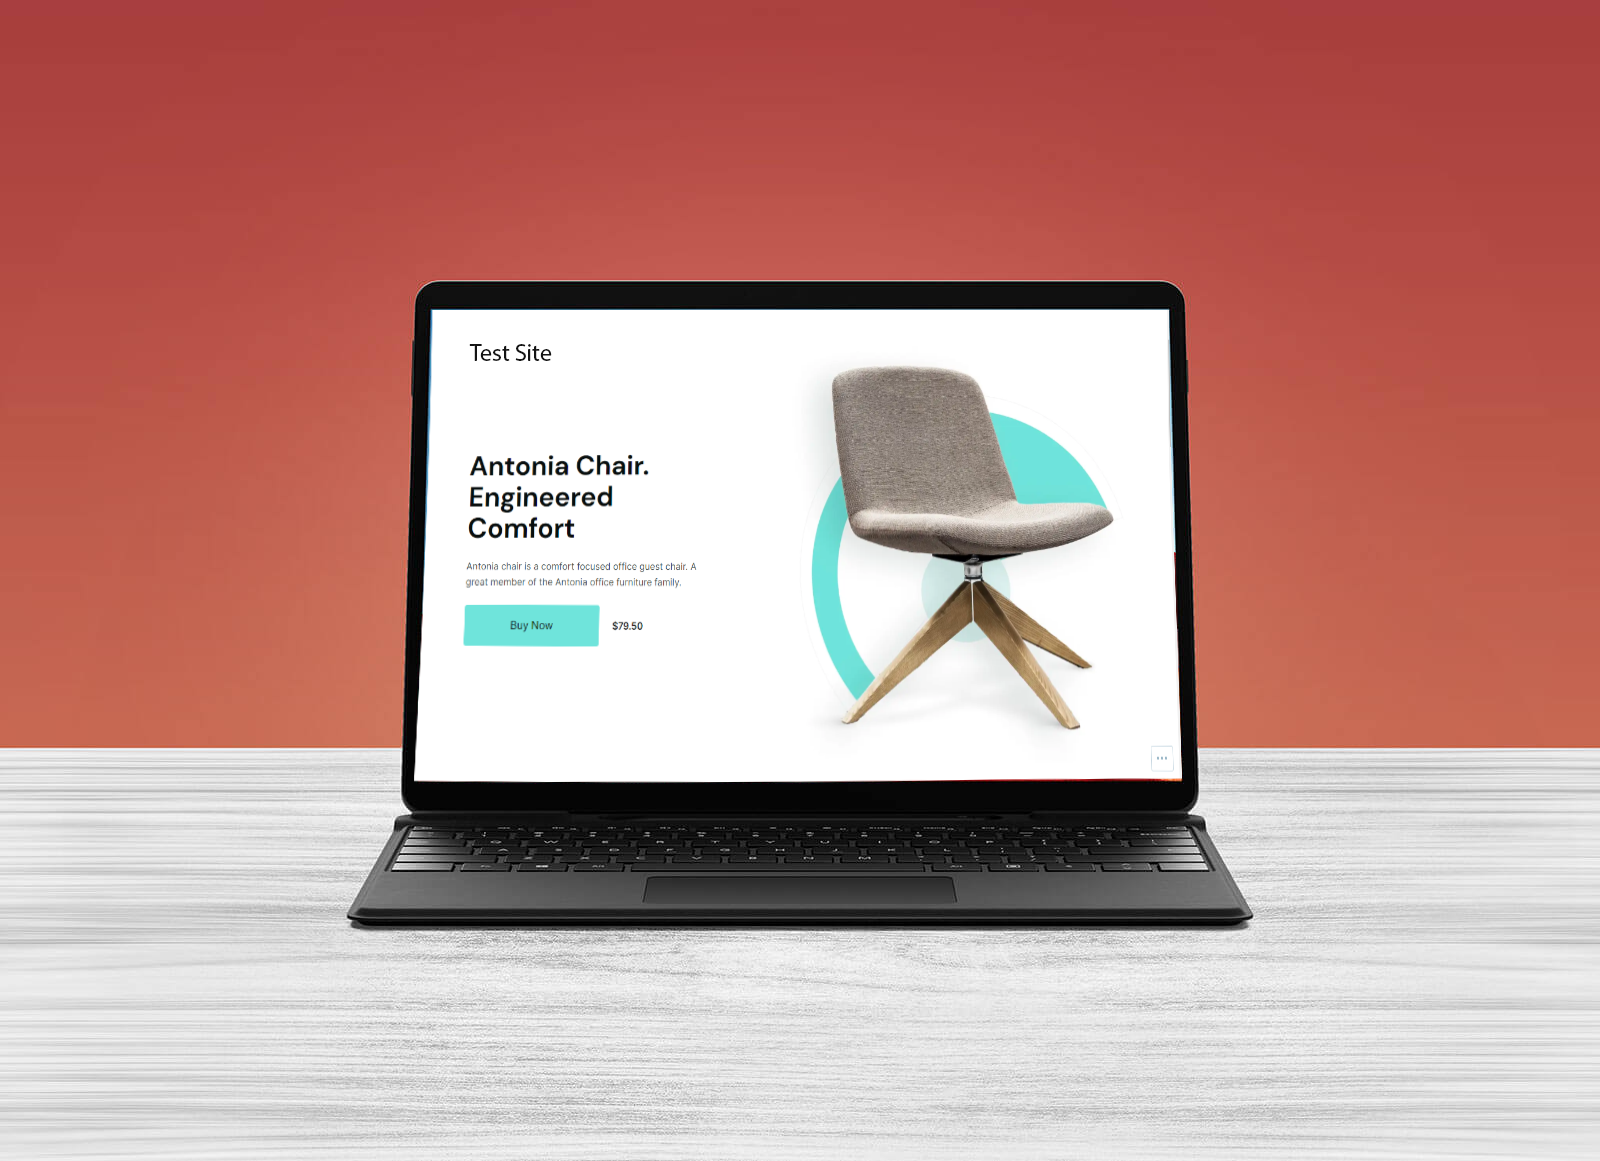 Test Site
Antonia Chair.
Engineered
Comfort
Antonia chair is a comfort focused office guest chair. A
great member of the Antonia office furniture family.
Buy Now $79.50
Q W E R T Y U I O P
A S D F G H J K L
Z X C V B N M